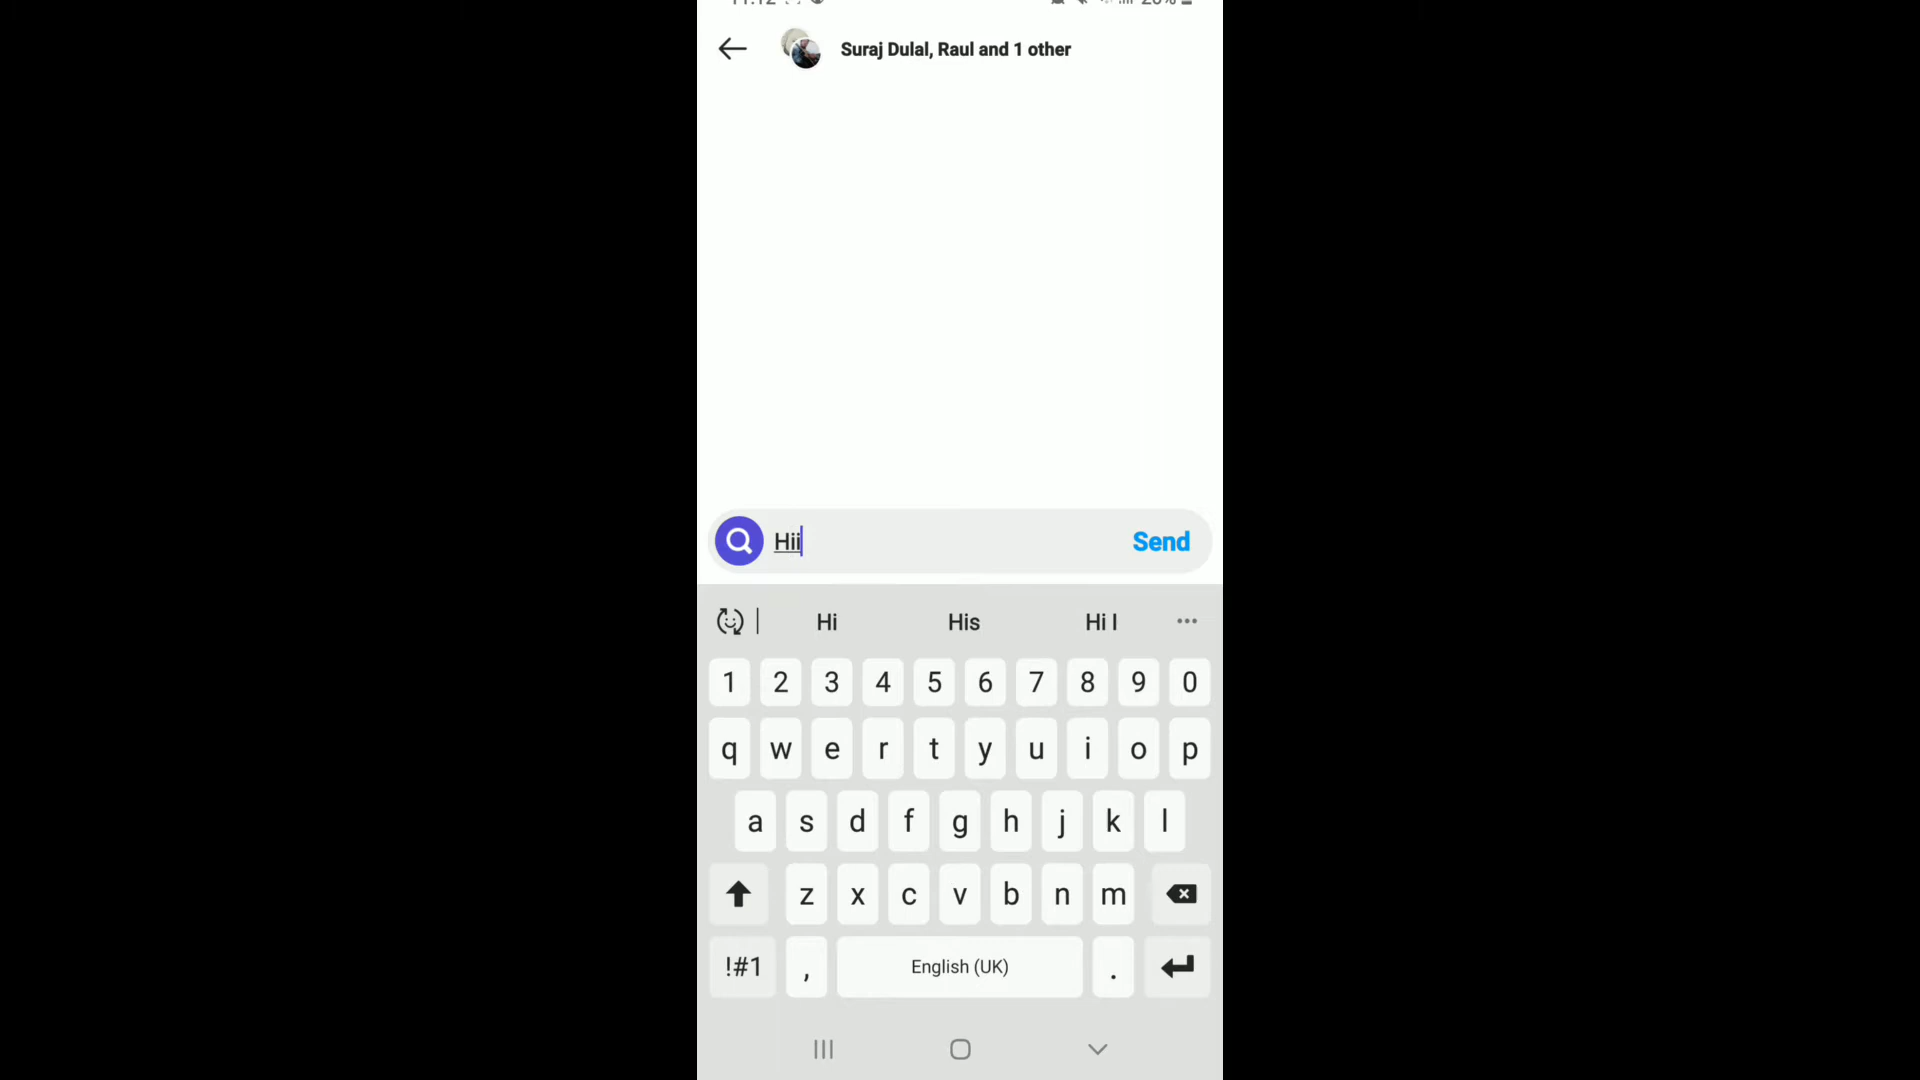 Suraj Dulal, Raul and 1 other
Hii
Send
Hi His Hi I
1 2 3 4 5 6 7 8 9 0
q w e r t y u i o p
a s d f g h j k l
z x c v b n m
!#1 , English (UK) .